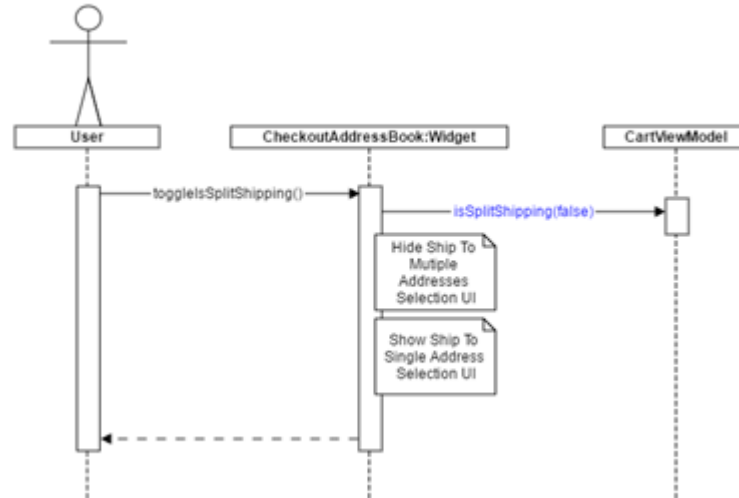 User
CheckoutAddressBook:Widget
CartViewModel
toggleIsSplitShipping()
isSplitShipping(false)
Hide Ship To
Mutiple
Addresses
Selection UI
Show Ship To
Single Address
Selection UI